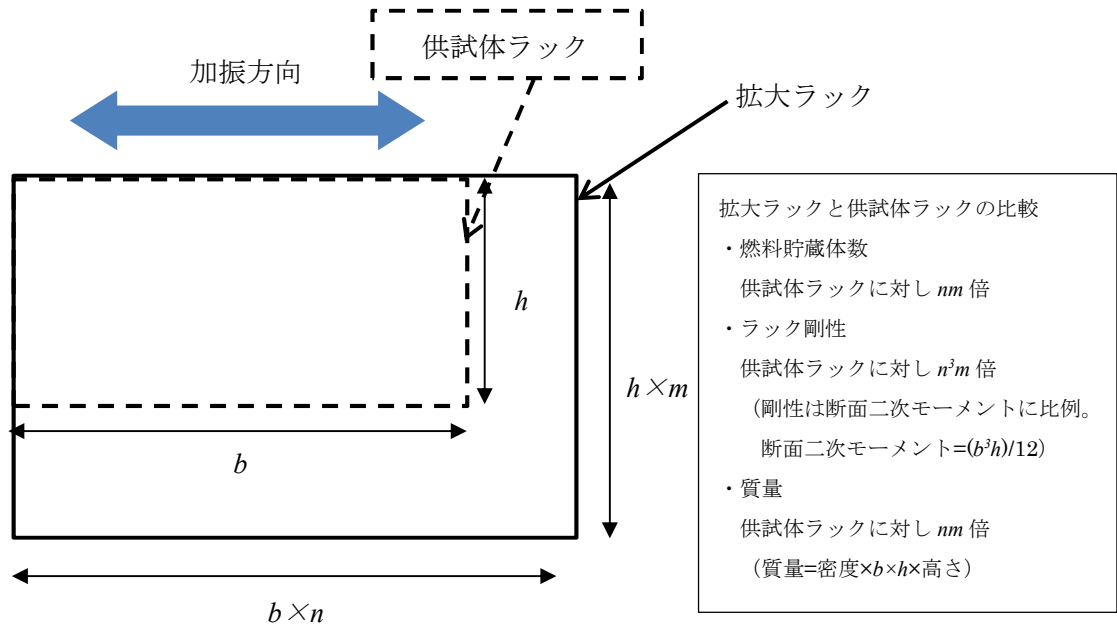 供試体ラック
加振方向
拡大ラック
h
h×m
b
b×n
拡大ラックと供試体ラックの比較
・燃料貯蔵体数
供試体ラックに対し nm 倍
・ラック剛性
供試体ラックに対し n³m 倍
（剛性は断面二次モーメントに比例。
断面二次モーメント=(b³h)/12）
・質量
供試体ラックに対し nm 倍
（質量=密度×b×h×高さ）